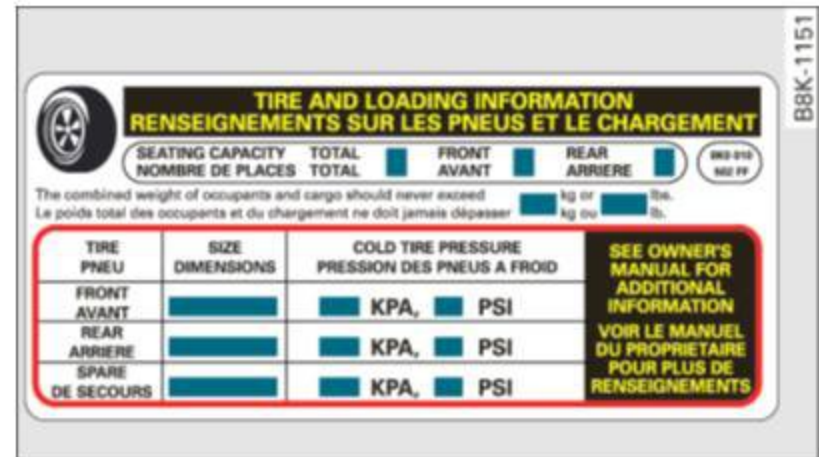 B8K-1151
TIRE AND LOADING INFORMATION
RENSEIGNEMENTS SUR LES PNEUS ET LE CHARGEMENT
SEATING CAPACITY TOTAL FRONT REAR
NOMBRE DE PLACES TOTAL AVANT ARRIERE
The combined weight of occupants and cargo should never exceed kg or lbs.
Le poids total des occupants et du chargement ne doit jamais dépasser kg ou lb.
TIRE SIZE COLD TIRE PRESSURE
PNEU DIMENSIONS PRESSION DES PNEUS A FROID
FRONT
AVANT
KPA, PSI
REAR
ARRIERE
KPA, PSI
SPARE
DE SECOURS
KPA, PSI
SEE OWNER'S
MANUAL FOR
ADDITIONAL
INFORMATION
VOIR LE MANUEL
DU PROPRIETAIRE
POUR PLUS DE
RENSEIGNEMENTS